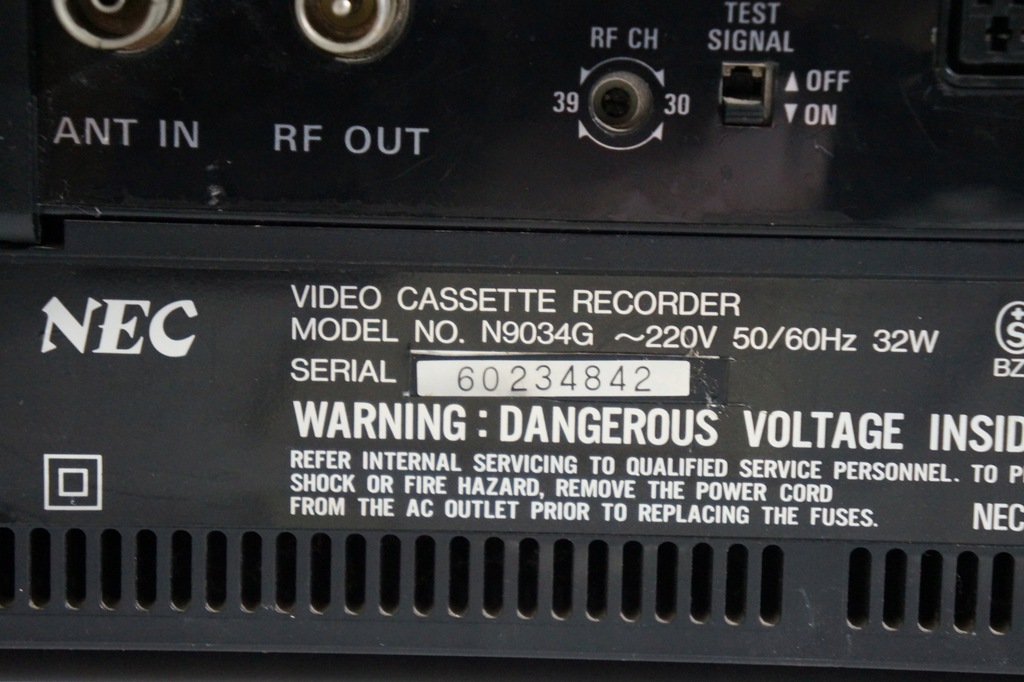 TEST
SIGNAL
RF CH
39
30
▲ OFF
▼ ON
ANT IN
RF OUT
NEC
VIDEO CASSETTE RECORDER
MODEL NO. N9034G ~220V 50/60Hz 32W
SERIAL 60234842
WARNING : DANGEROUS VOLTAGE INSID
REFER INTERNAL SERVICING TO QUALIFIED SERVICE PERSONNEL. TO P
SHOCK OR FIRE HAZARD, REMOVE THE POWER CORD
FROM THE AC OUTLET PRIOR TO REPLACING THE FUSES.
NEC
S
BZ